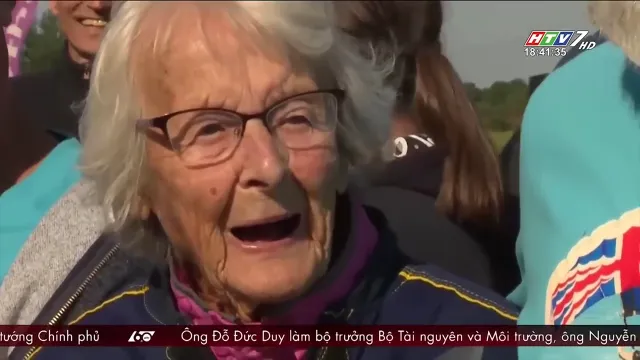 HTV7 HD
18:41:35
tướng Chính phủ 60 Ông Đỗ Đức Duy làm bộ trưởng Bộ Tài nguyên và Môi trường, ông Nguyễn